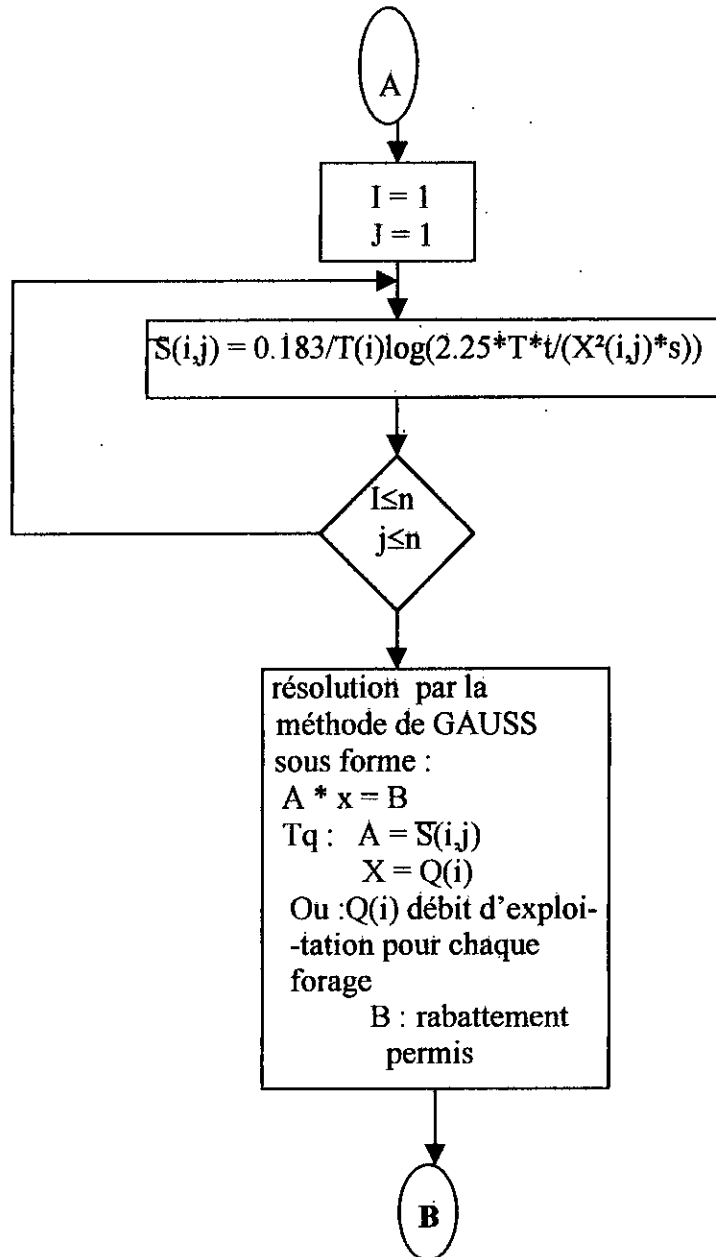 A
I = 1
J = 1
S̅(i,j) = 0.183/T(i)log(2.25*T*t/(X²(i,j)*s))
I≤n
j≤n
résolution par la
méthode de GAUSS
sous forme :
A * x = B
Tq : A = S̅(i,j)
X = Q(i)
Ou :Q(i) débit d'exploi-
-tation pour chaque
forage
B : rabattement
permis
B